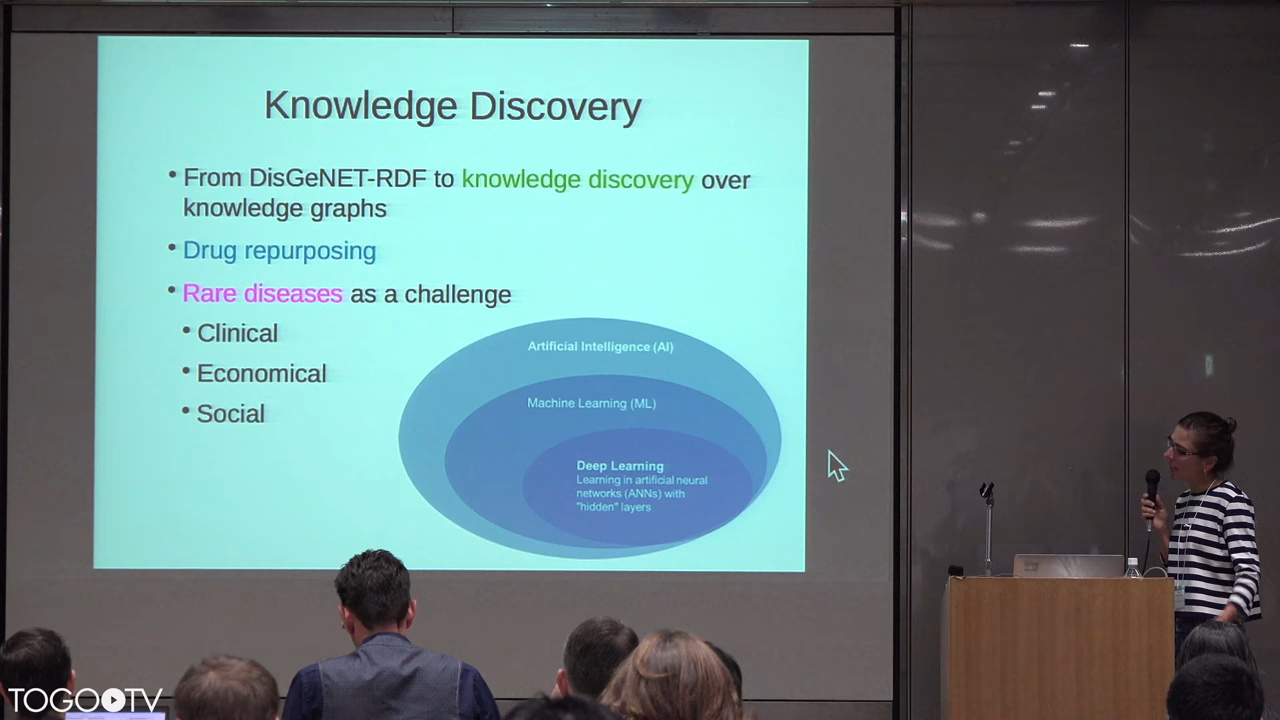 Knowledge Discovery
• From DisGeNET-RDF to knowledge discovery over
knowledge graphs
• Drug repurposing
• Rare diseases as a challenge
• Clinical
• Economical
• Social
Artificial Intelligence (AI)
Machine Learning (ML)
Deep Learning
Learning in artificial neural
networks (ANNs) with
"hidden" layers
TOGOTV